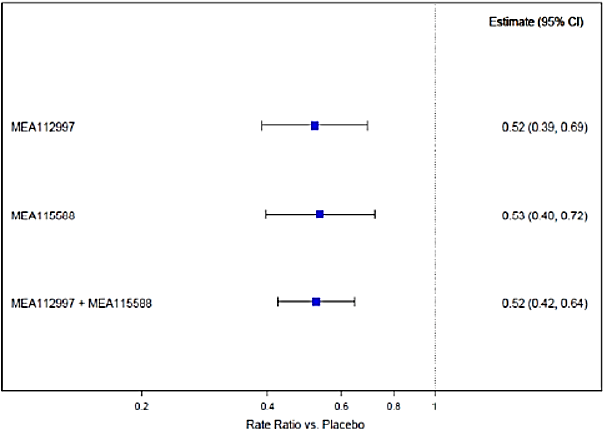 Estimate (95% CI)
MEA112997 0.52 (0.39, 0.69)
MEA115588 0.53 (0.40, 0.72)
MEA112997 + MEA115588 0.52 (0.42, 0.64)
0.2 0.4 0.6 0.8 1
Rate Ratio vs. Placebo